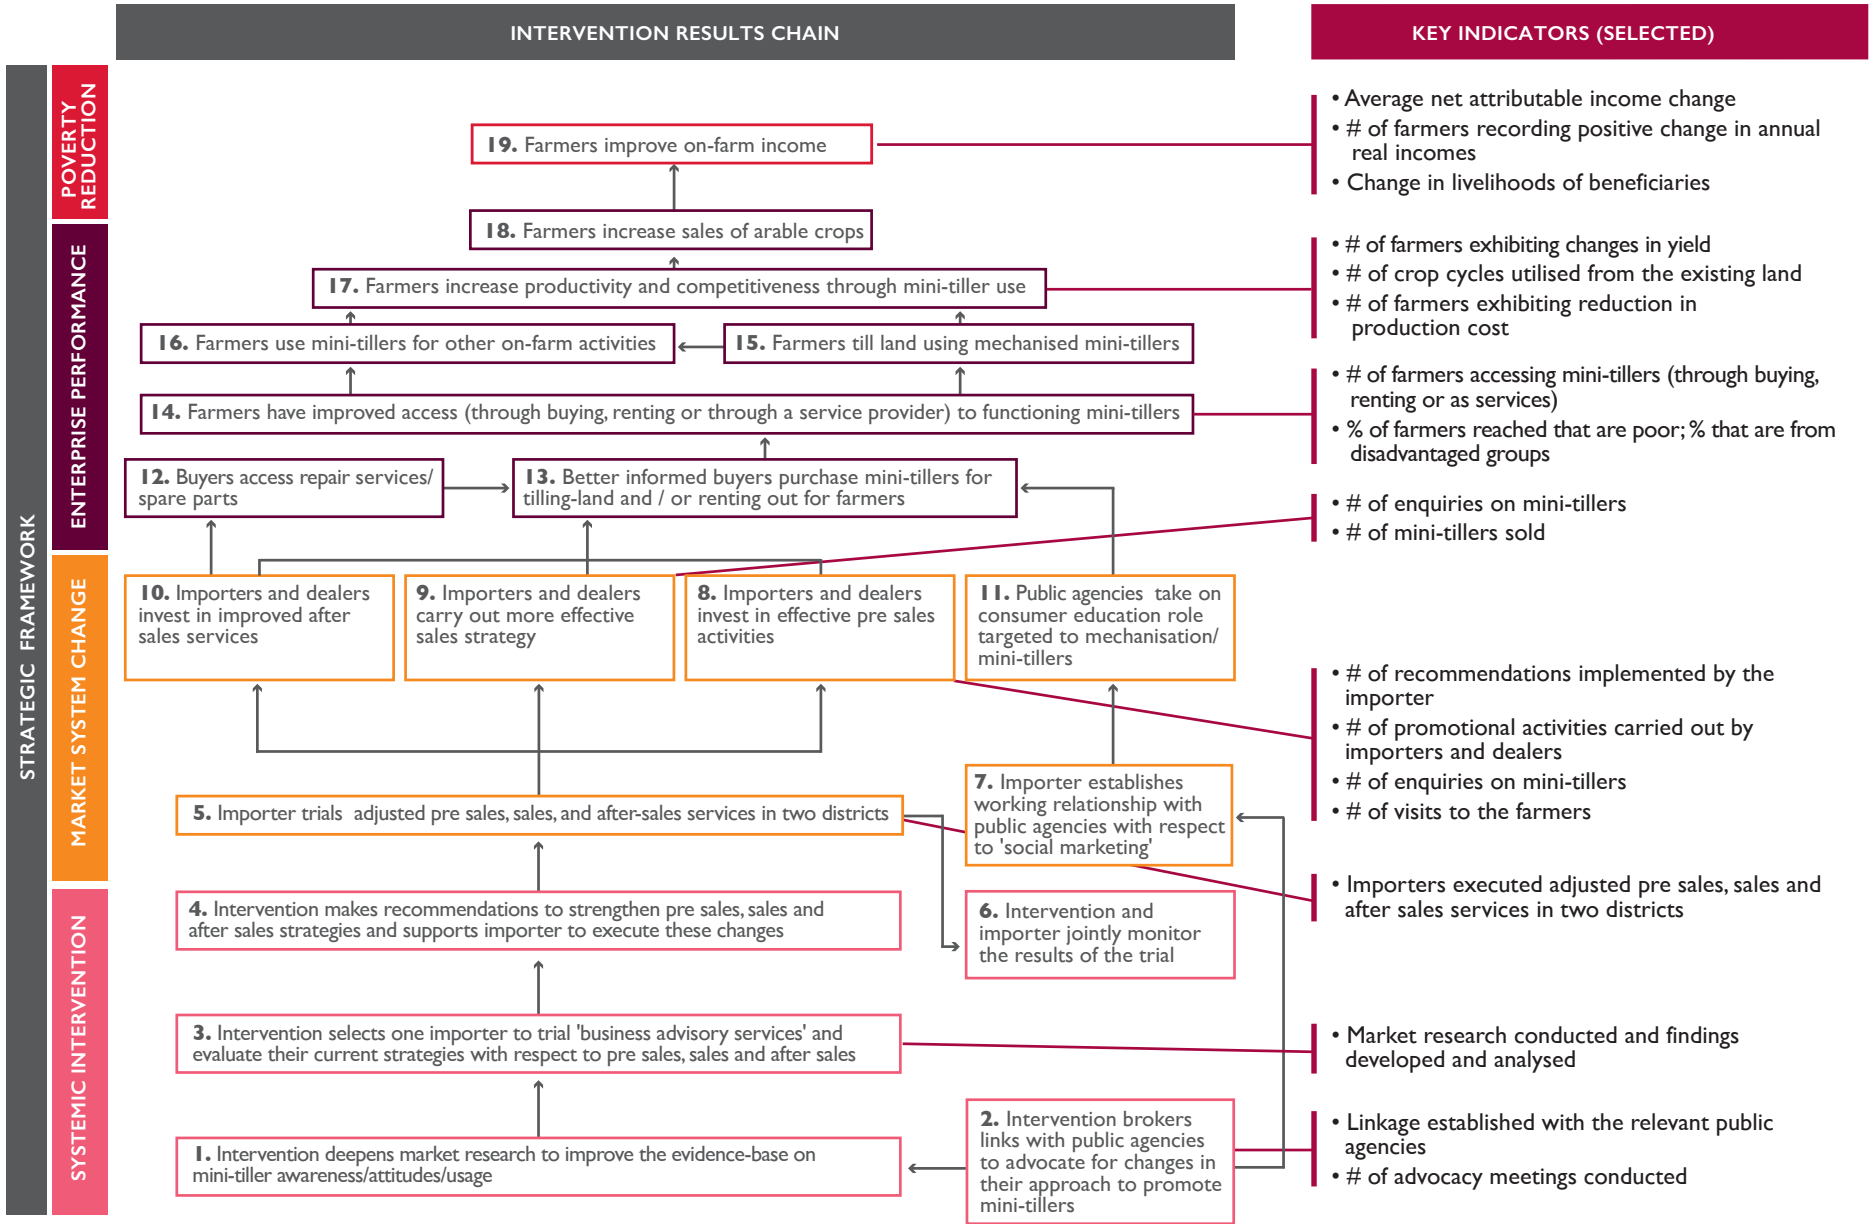 INTERVENTION RESULTS CHAIN
KEY INDICATORS (SELECTED)
STRATEGIC FRAMEWORK
POVERTY
REDUCTION
19. Farmers improve on-farm income
• Average net attributable income change
• # of farmers recording positive change in annual
real incomes
• Change in livelihoods of beneficiaries
ENTERPRISE PERFORMANCE
18. Farmers increase sales of arable crops
17. Farmers increase productivity and competitiveness through mini-tiller use
• # of farmers exhibiting changes in yield
• # of crop cycles utilised from the existing land
• # of farmers exhibiting reduction in
production cost
16. Farmers use mini-tillers for other on-farm activities
15. Farmers till land using mechanised mini-tillers
14. Farmers have improved access (through buying, renting or through a service provider) to functioning mini-tillers
• # of farmers accessing mini-tillers (through buying,
renting or as services)
• % of farmers reached that are poor; % that are from
disadvantaged groups
12. Buyers access repair services/
spare parts
13. Better informed buyers purchase mini-tillers for
tilling-land and / or renting out for farmers
• # of enquiries on mini-tillers
• # of mini-tillers sold
MARKET SYSTEM CHANGE
10. Importers and dealers
invest in improved after
sales services
9. Importers and dealers
carry out more effective
sales strategy
8. Importers and dealers
invest in effective pre sales
activities
11. Public agencies take on
consumer education role
targeted to mechanisation/
mini-tillers
• # of recommendations implemented by the
importer
• # of promotional activities carried out by
importers and dealers
• # of enquiries on mini-tillers
• # of visits to the farmers
5. Importer trials adjusted pre sales, sales, and after-sales services in two districts
7. Importer establishes
working relationship with
public agencies with respect
to 'social marketing'
• Importers executed adjusted pre sales, sales and
after sales services in two districts
SYSTEMIC INTERVENTION
4. Intervention makes recommendations to strengthen pre sales, sales and
after sales strategies and supports importer to execute these changes
6. Intervention and
importer jointly monitor
the results of the trial
3. Intervention selects one importer to trial 'business advisory services' and
evaluate their current strategies with respect to pre sales, sales and after sales
• Market research conducted and findings
developed and analysed
1. Intervention deepens market research to improve the evidence-base on
mini-tiller awareness/attitudes/usage
2. Intervention brokers
links with public agencies
to advocate for changes in
their approach to promote
mini-tillers
• Linkage established with the relevant public
agencies
• # of advocacy meetings conducted